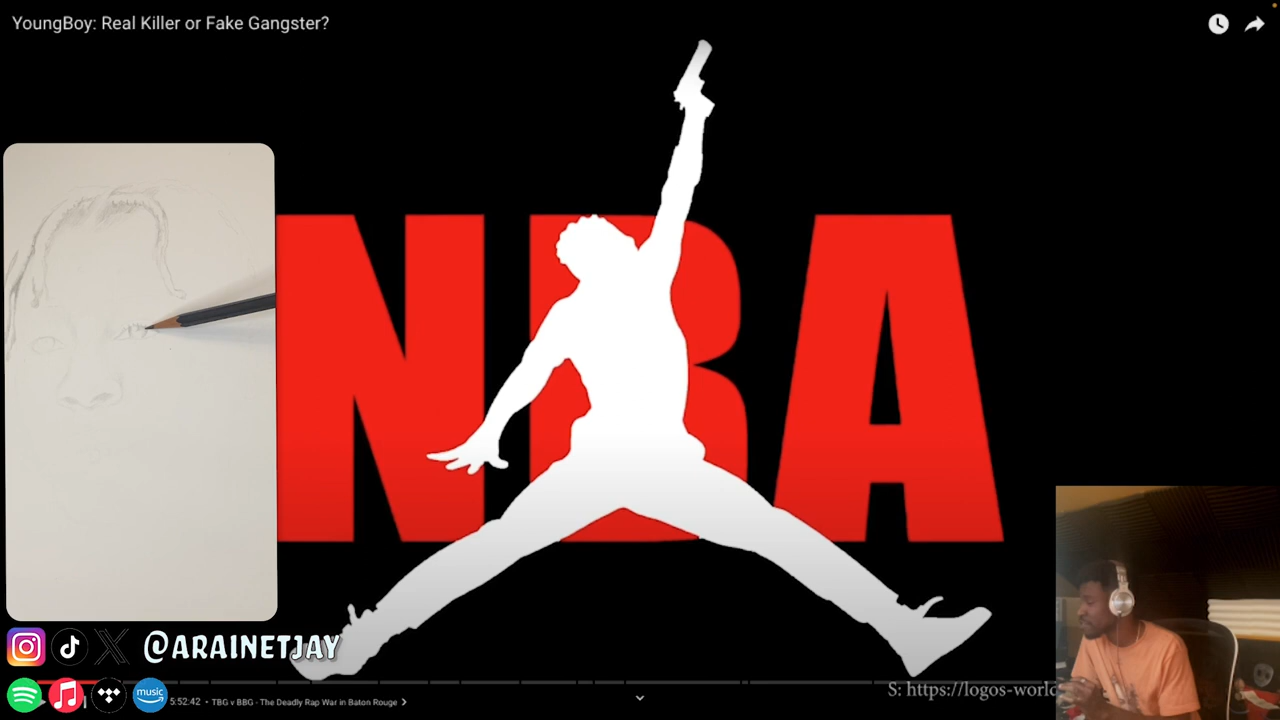 YoungBoy: Real Killer or Fake Gangster?
NBA
@ARAINETJAY
music
5:52:42 • TBG v BBG - The Deadly Rap War in Baton Rouge
S: https://logos-world